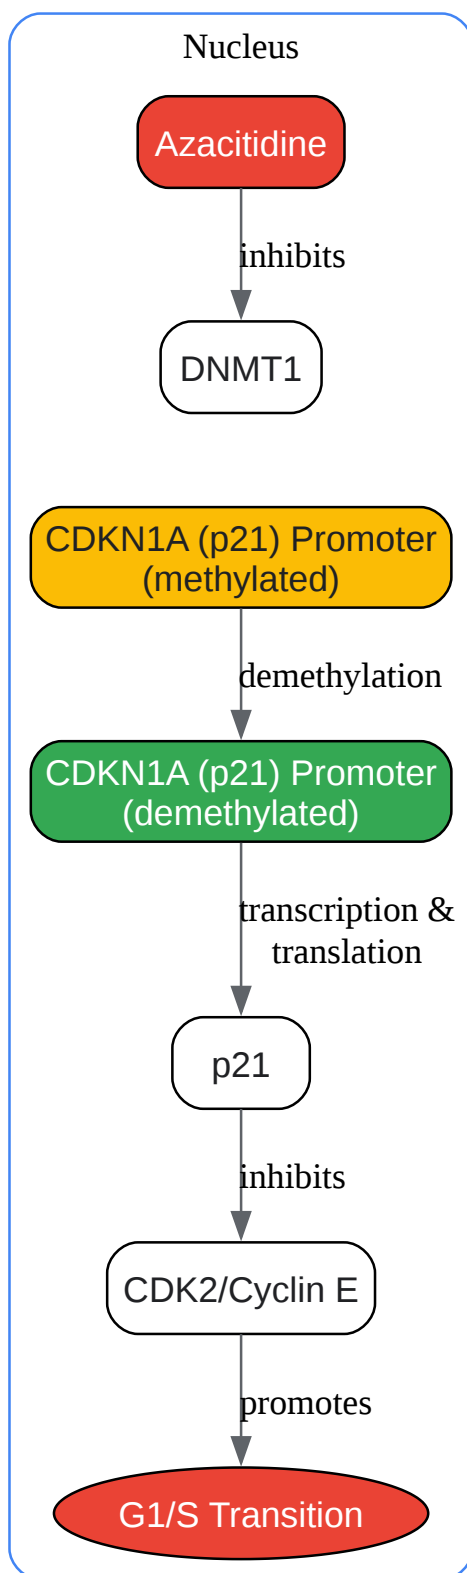 Nucleus
Azacitidine
inhibits
DNMT1
CDKN1A (p21) Promoter
(methylated)
demethylation
CDKN1A (p21) Promoter
(demethylated)
transcription &
translation
p21
inhibits
CDK2/Cyclin E
promotes
G1/S Transition